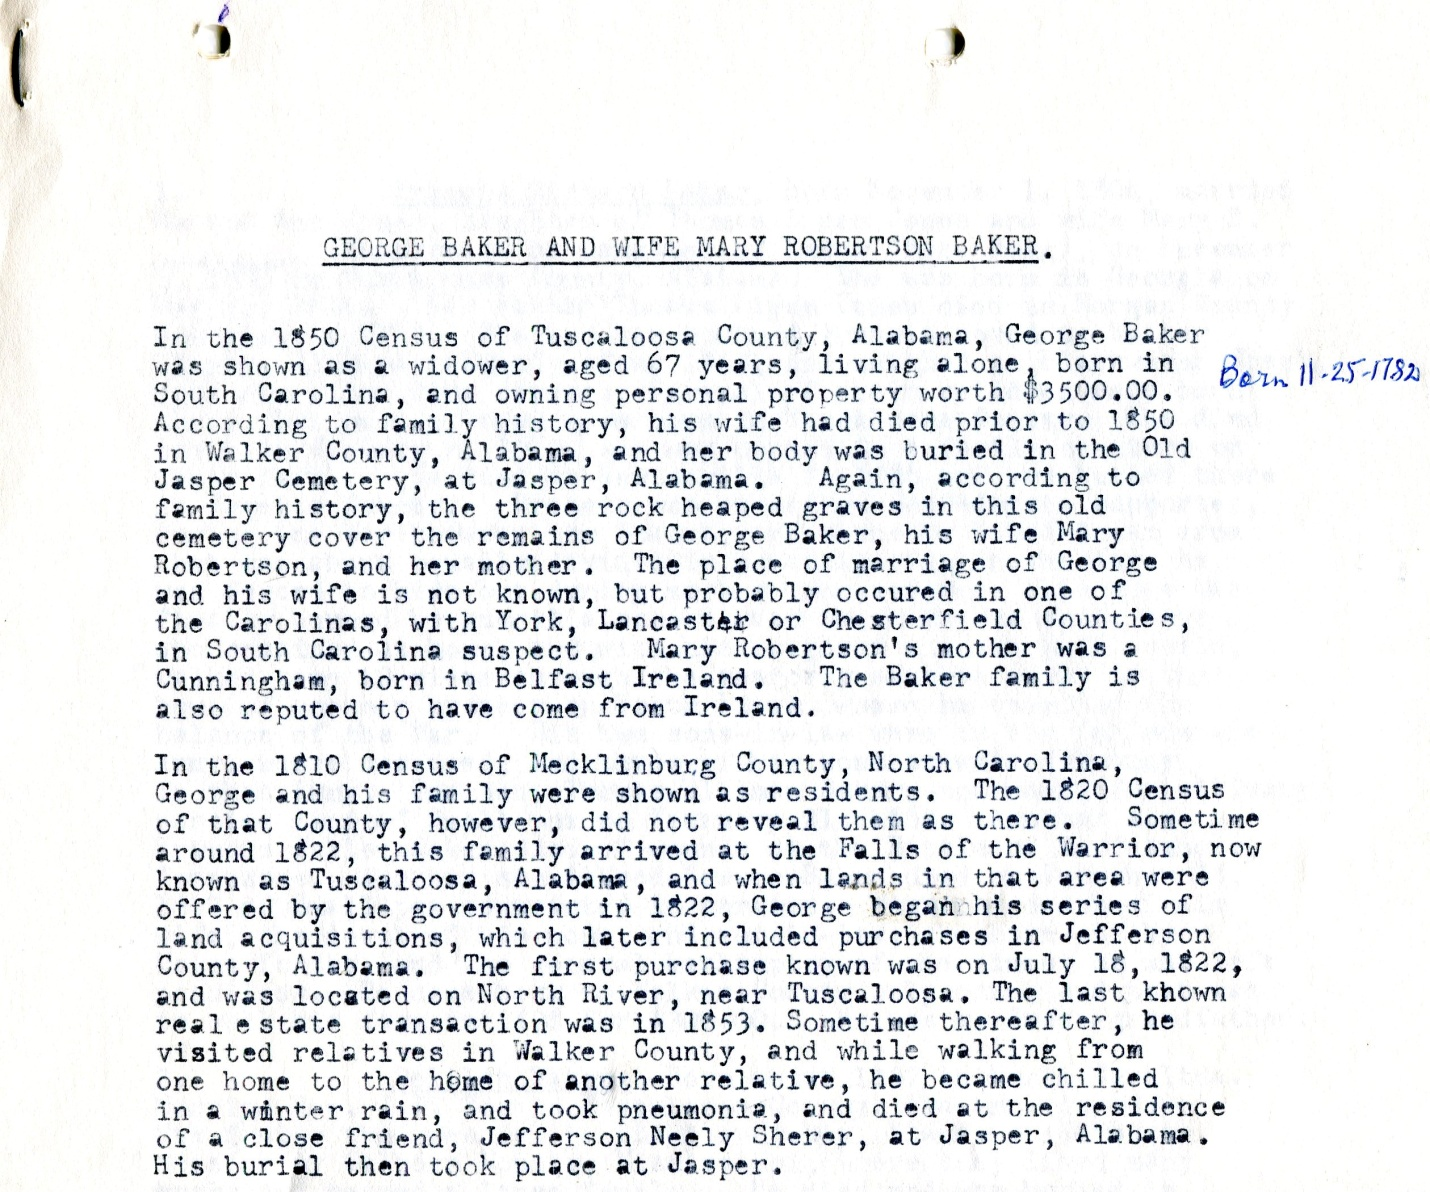 GEORGE BAKER AND WIFE MARY ROBERTSON BAKER.
In the 1850 Census of Tuscaloosa County, Alabama, George Baker
was shown as a widower, aged 67 years, living alone, born in
Born 11-25-1782
South Carolina, and owning personal property worth $3500.00.
According to family history, his wife had died prior to 1850
in Walker County, Alabama, and her body was buried in the Old
Jasper Cemetery, at Jasper, Alabama. Again, according to
family history, the three rock heaped graves in this old
cemetery cover the remains of George Baker, his wife Mary
Robertson, and her mother. The place of marriage of George
and his wife is not known, but probably occured in one of
the Carolinas, with York, Lancaster or Chesterfield Counties,
in South Carolina suspect. Mary Robertson's mother was a
Cunningham, born in Belfast Ireland. The Baker family is
also reputed to have come from Ireland.
In the 1810 Census of Mecklinburg County, North Carolina,
George and his family were shown as residents. The 1820 Census
of that County, however, did not reveal them as there. Sometime
around 1822, this family arrived at the Falls of the Warrior, now
known as Tuscaloosa, Alabama, and when lands in that area were
offered by the government in 1822, George began his series of
land acquisitions, which later included purchases in Jefferson
County, Alabama. The first purchase known was on July 18, 1822,
and was located on North River, near Tuscaloosa. The last khown
real estate transaction was in 1853. Sometime thereafter, he
visited relatives in Walker County, and while walking from
one home to the home of another relative, he became chilled
in a winter rain, and took pneumonia, and died at the residence
of a close friend, Jefferson Neely Sherer, at Jasper, Alabama.
His burial then took place at Jasper.